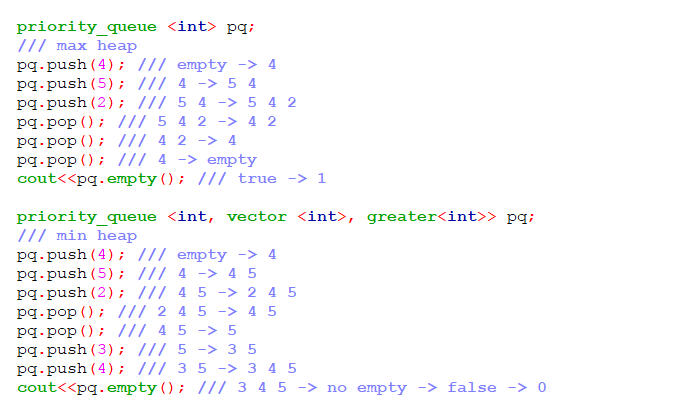 priority_queue <int> pq;
/// max heap
pq.push(4); /// empty -> 4
pq.push(5); /// 4 -> 5 4
pq.push(2); /// 5 4 -> 5 4 2
pq.pop(); /// 5 4 2 -> 4 2
pq.pop(); /// 4 2 -> 4
pq.pop(); /// 4 -> empty
cout<<pq.empty(); /// true -> 1
priority_queue <int, vector <int>, greater<int>> pq;
/// min heap
pq.push(4); /// empty -> 4
pq.push(5); /// 4 -> 4 5
pq.push(2); /// 4 5 -> 2 4 5
pq.pop(); /// 2 4 5 -> 4 5
pq.pop(); /// 4 5 -> 5
pq.push(3); /// 5 -> 3 5
pq.push(4); /// 3 5 -> 3 4 5
cout<<pq.empty(); /// 3 4 5 -> no empty -> false -> 0